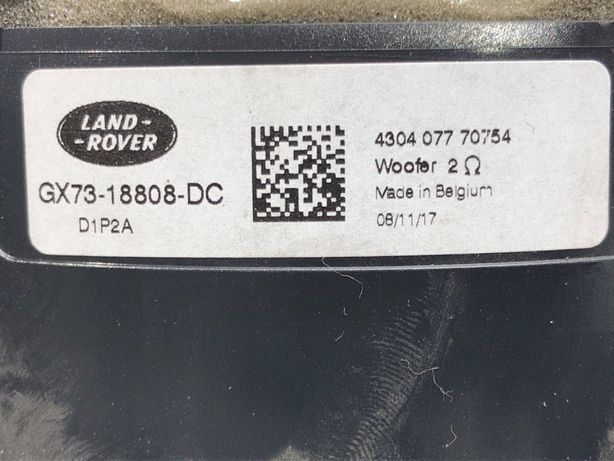 LAND-
-ROVER
GX73-18808-DC
D1P2A
4304 077 70754
Woofer 2 Ω
Made in Belgium
08/11/17